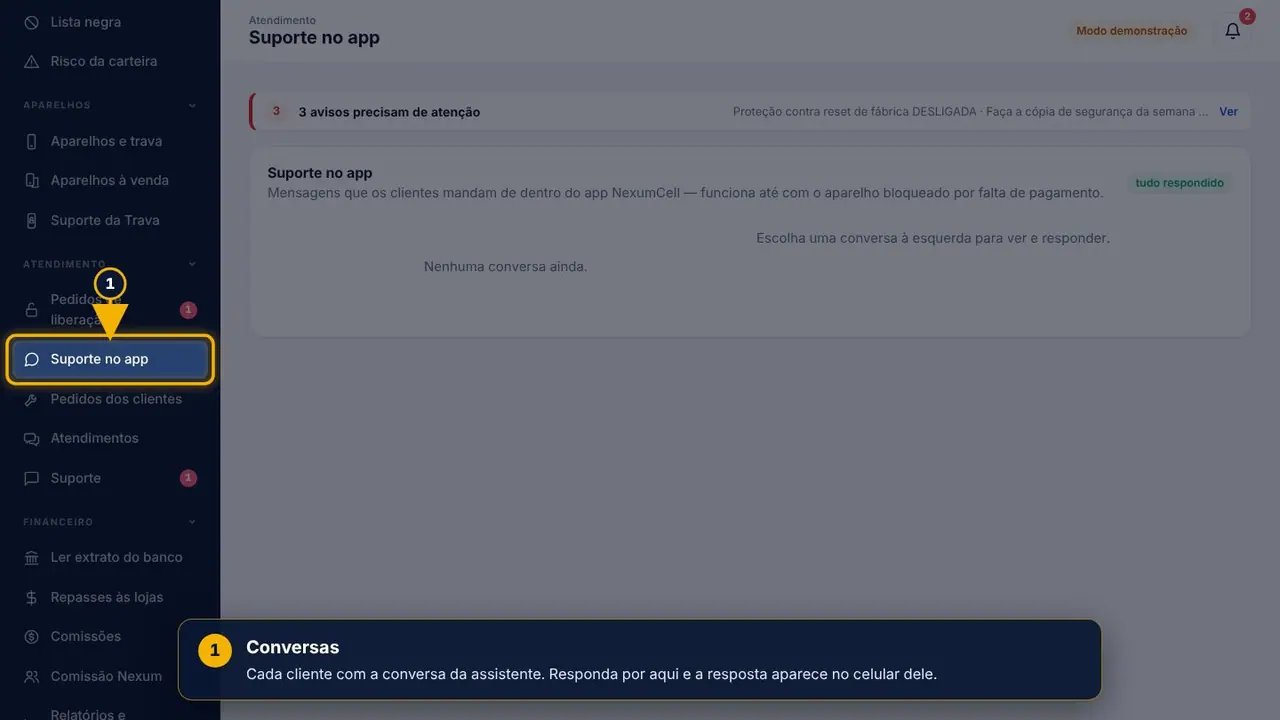 Lista negra
Risco da carteira
APARELHOS
Aparelhos e trava
Aparelhos à venda
Suporte da Trava
ATENDIMENTO
1
Pedidos de
liberaç
1
Suporte no app
Pedidos dos clientes
Atendimentos
Suporte
1
FINANCEIRO
Ler extrato do banco
Repasses às lojas
Comissões
Comissão Nexum
Relatórios e
Atendimento
Suporte no app
Modo demonstração
2
3
3 avisos precisam de atenção
Proteção contra reset de fábrica DESLIGADA · Faça a cópia de segurança da semana ...
Ver
Suporte no app
Mensagens que os clientes mandam de dentro do app NexumCell — funciona até com o aparelho bloqueado por falta de pagamento.
tudo respondido
Escolha uma conversa à esquerda para ver e responder.
Nenhuma conversa ainda.
1
Conversas
Cada cliente com a conversa da assistente. Responda por aqui e a resposta aparece no celular dele.